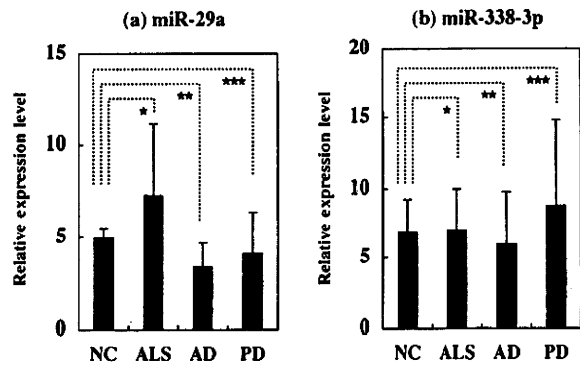 (a) miR-29a
Relative expression level
15
10
5
0
*
**
***
NC ALS AD PD
(b) miR-338-3p
Relative expression level
20
15
10
5
0
*
**
***
NC ALS AD PD